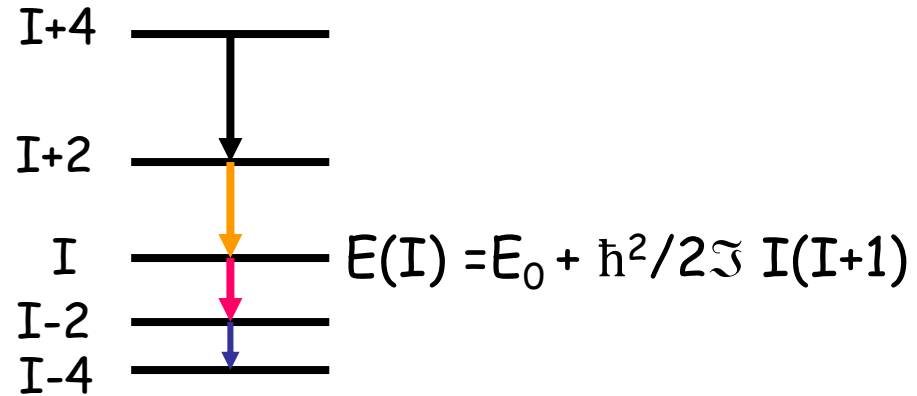 I+4
I+2
I
E(I) =E₀ + ħ²/2ℑ I(I+1)
I-2
I-4